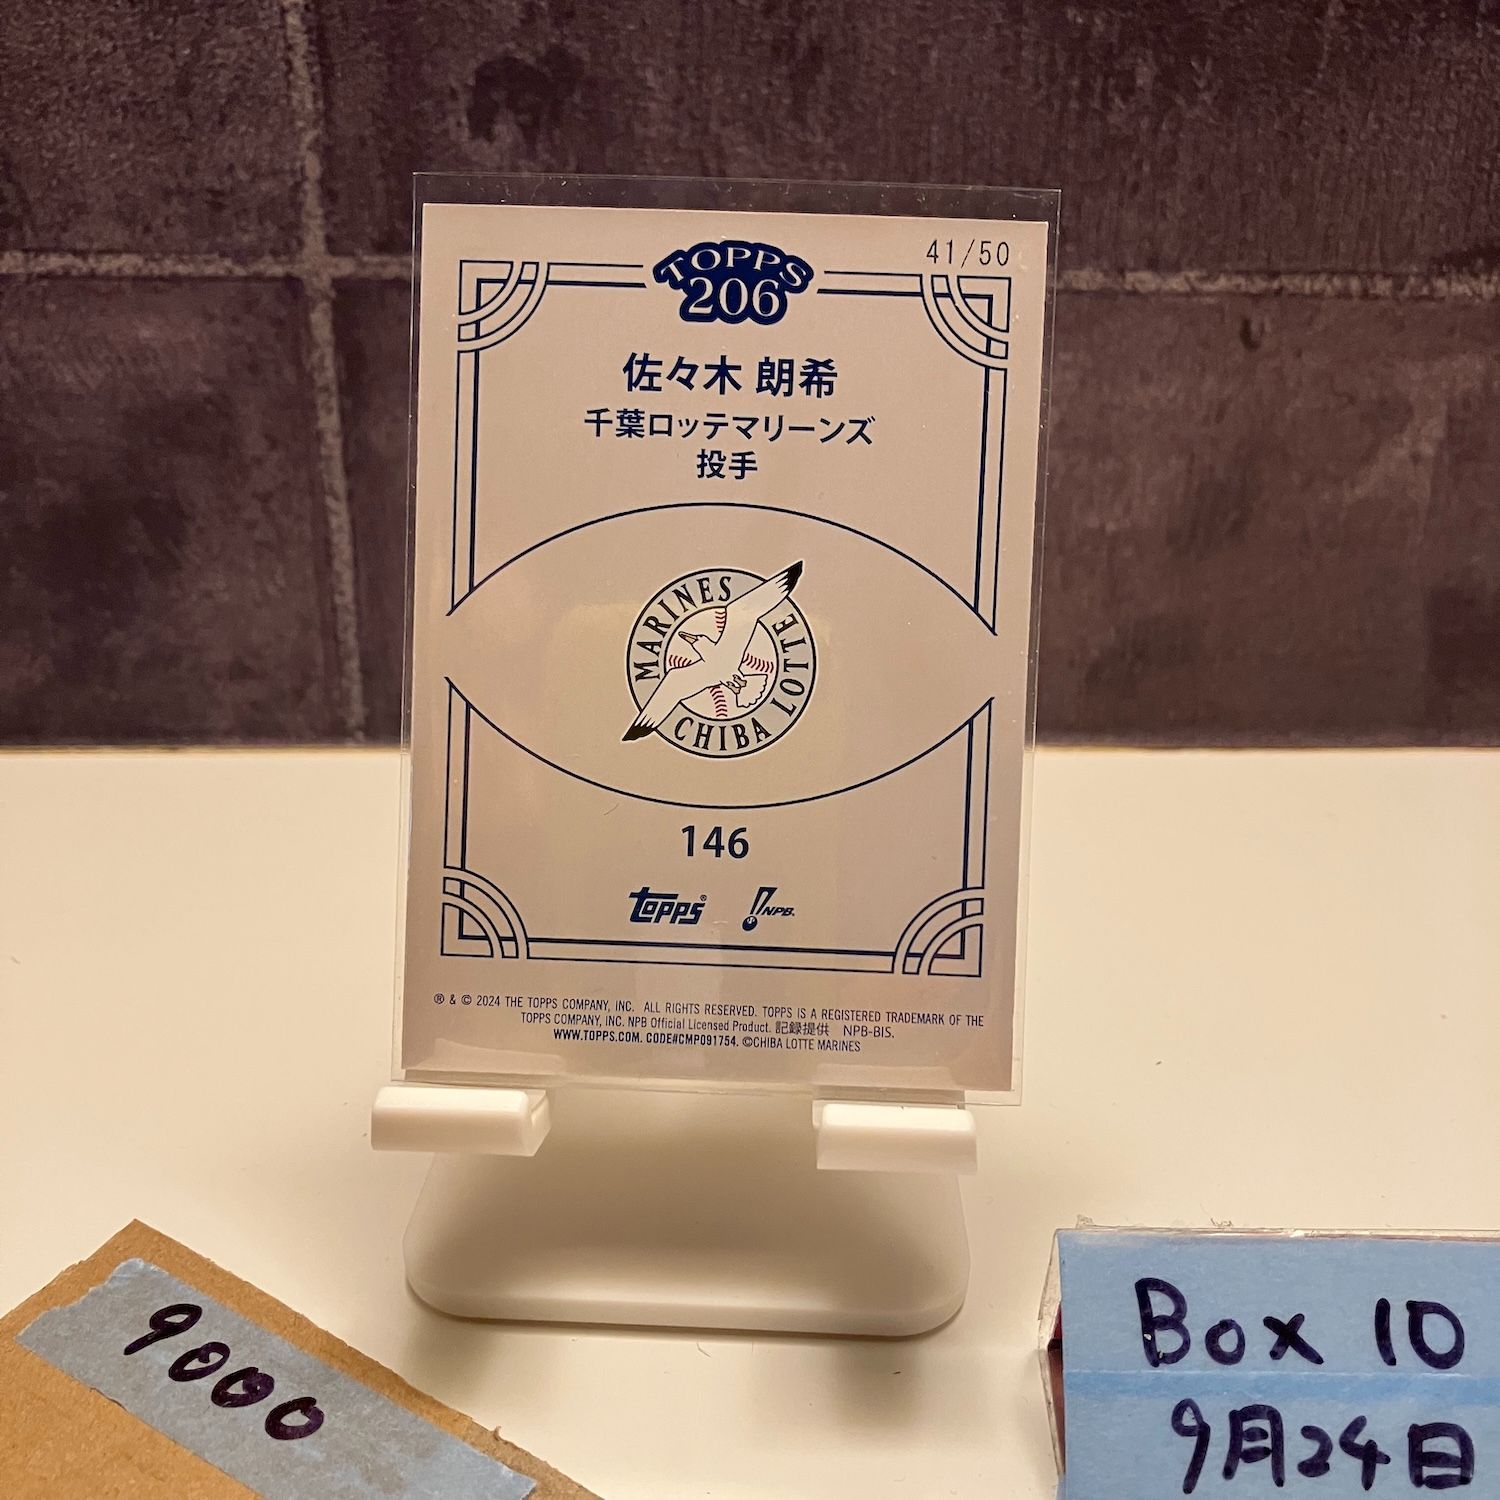 41/50
TOPPS
206
佐々木 朗希
千葉ロッテマリーンズ
投手
MARINES
CHIBA LOTTE
146
Topps®
NPB.
® & © 2024 THE TOPPS COMPANY, INC. ALL RIGHTS RESERVED. TOPPS IS A REGISTERED TRADEMARK OF THE
TOPPS COMPANY, INC. NPB Official Licensed Product. 記録提供 NPB-BIS.
WWW.TOPPS.COM. CODE#CMP091754. ©CHIBA LOTTE MARINES
9000
Box 10
9月24日